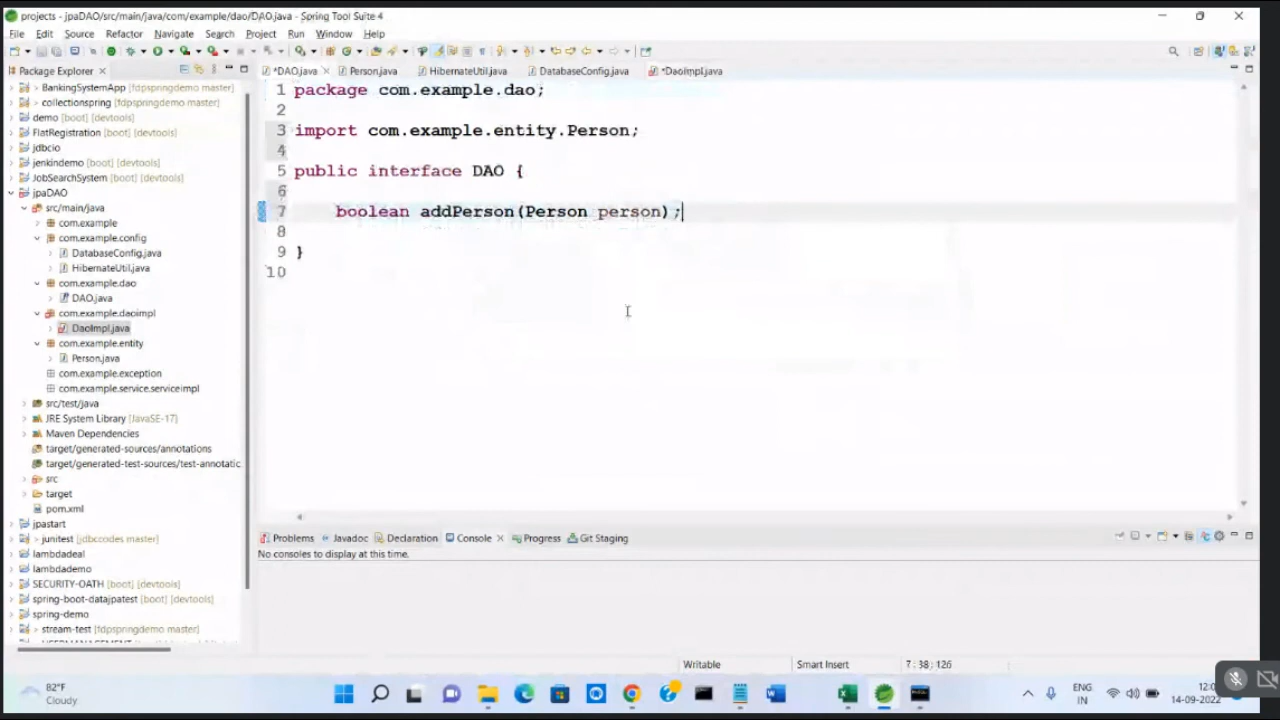 projects - jpaDAO/src/main/java/com/example/dao/DAO.java - Spring Tool Suite 4
File Edit Source Refactor Navigate Search Project Run Window Help
Package Explorer
*DAO.java Person.java HibernateUtil.java DatabaseConfig.java *DaoImpl.java
> BankingSystemApp [fdpspringdemo master]
> collectionspring [fdpspringdemo master]
demo [boot] [devtools]
FlatRegistration [boot] [devtools]
jdbcio
jenkindemo [boot] [devtools]
JobSearchSystem [boot] [devtools]
jpaDAO
src/main/java
com.example
com.example.config
DatabaseConfig.java
HibernateUtil.java
com.example.dao
DAO.java
com.example.daoimpl
DaoImpl.java
com.example.entity
Person.java
com.example.exception
com.example.service.serviceimpl
src/test/java
JRE System Library [JavaSE-17]
Maven Dependencies
target/generated-sources/annotations
target/generated-test-sources/test-annotatic
src
target
pom.xml
jpastart
> junitest [jdbccodes master]
lambdadeal
lambdademo
SECURITY-OATH [boot] [devtools]
spring-boot-datajpatest [boot] [devtools]
spring-demo
> stream-test [fdpspringdemo master]
1 package com.example.dao;
2
3 import com.example.entity.Person;
4
5 public interface DAO {
6
7 boolean addPerson(Person person);
8
9 }
10
Problems Javadoc Declaration Console Progress Git Staging
No consoles to display at this time.
Writable Smart Insert 7 : 38 : 126
82°F
Cloudy
ENG
IN
14-09-2022